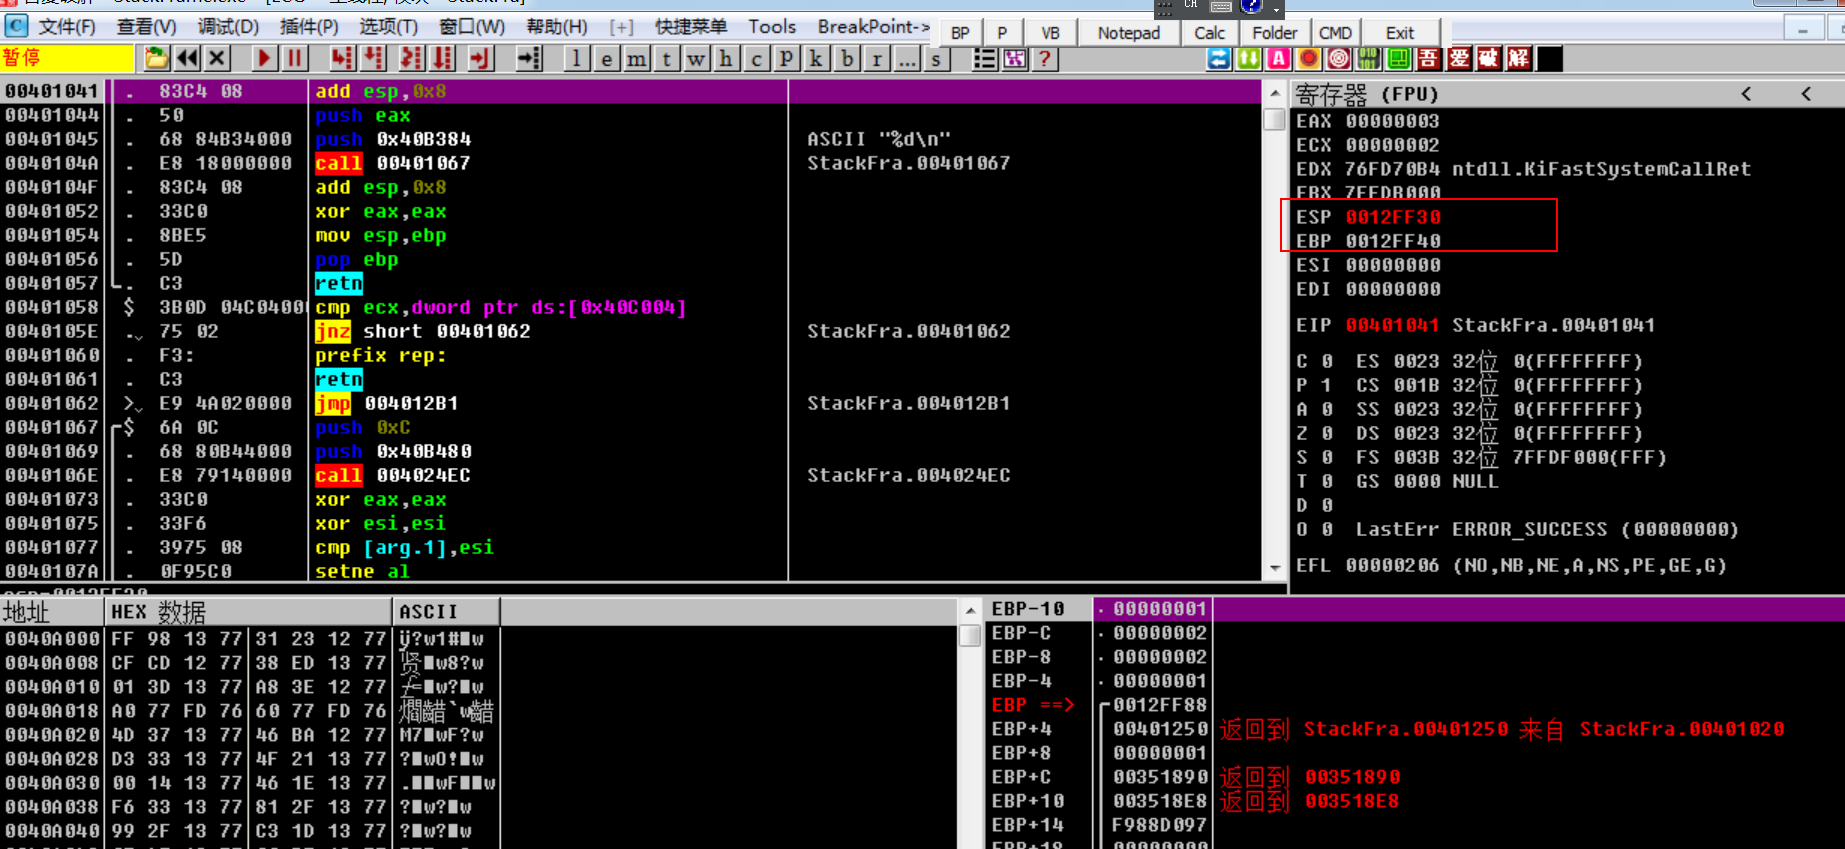 文件(F) 查看(V) 调试(D) 插件(P) 选项(T) 窗口(W) 帮助(H) [+] 快捷菜单 Tools BreakPoint-> BP P VB Notepad Calc Folder CMD Exit
暂停 l e m t w h c P k b r ... s ? 吾 爱 破 解
00401041 . 83C4 08 add esp,0x8
00401044 . 50 push eax
00401045 . 68 84B34000 push 0x40B384 ASCII "%d\n"
0040104A . E8 18000000 call 00401067 StackFra.00401067
0040104F . 83C4 08 add esp,0x8
00401052 . 33C0 xor eax,eax
00401054 . 8BE5 mov esp,ebp
00401056 . 5D pop ebp
00401057 . C3 retn
00401058 $ 3B0D 04C0400 cmp ecx,dword ptr ds:[0x40C004]
0040105E . 75 02 jnz short 00401062 StackFra.00401062
00401060 . F3: prefix rep:
00401061 . C3 retn
00401062 > E9 4A020000 jmp 004012B1 StackFra.004012B1
00401067 $ 6A 0C push 0xC
00401069 . 68 80B44000 push 0x40B480
0040106E . E8 79140000 call 004024EC StackFra.004024EC
00401073 . 33C0 xor eax,eax
00401075 . 33F6 xor esi,esi
00401077 . 3975 08 cmp [arg.1],esi
0040107A . 0F95C0 setne al
寄存器 (FPU) < <
EAX 00000003
ECX 00000002
EDX 76FD70B4 ntdll.KiFastSystemCallRet
EBX 7FFDB000
ESP 0012FF30
EBP 0012FF40
ESI 00000000
EDI 00000000
EIP 00401041 StackFra.00401041
C 0 ES 0023 32位 0(FFFFFFFF)
P 1 CS 001B 32位 0(FFFFFFFF)
A 0 SS 0023 32位 0(FFFFFFFF)
Z 0 DS 0023 32位 0(FFFFFFFF)
S 0 FS 003B 32位 7FFDF000(FFF)
T 0 GS 0000 NULL
D 0
O 0 LastErr ERROR_SUCCESS (00000000)
EFL 00000206 (NO,NB,NE,A,NS,PE,GE,G)
地址 HEX 数据 ASCII
0040A000 FF 98 13 77 31 23 12 77 ÿ?w1#■w
0040A008 CF CD 12 77 38 ED 13 77 贤■w8?w
0040A010 01 3D 13 77 A8 3E 12 77
0040A018 A0 77 FD 76 60 77 FD 76
0040A020 4D 37 13 77 46 BA 12 77 M7■wF?w
0040A028 D3 33 13 77 4F 21 13 77 ?■wO!■w
0040A030 00 14 13 77 46 1E 13 77 .■■wF■■w
0040A038 F6 33 13 77 81 2F 13 77 ?■w?■w
0040A040 99 2F 13 77 C3 1D 13 77 ?■w?■w
EBP-10 . 00000001
EBP-C . 00000002
EBP-8 . 00000002
EBP-4 . 00000001
EBP ==> 0012FF88
EBP+4 00401250 返回到 StackFra.00401250 来自 StackFra.00401020
EBP+8 00000001
EBP+C 00351890 返回到 00351890
EBP+10 003518E8 返回到 003518E8
EBP+14 F988D097